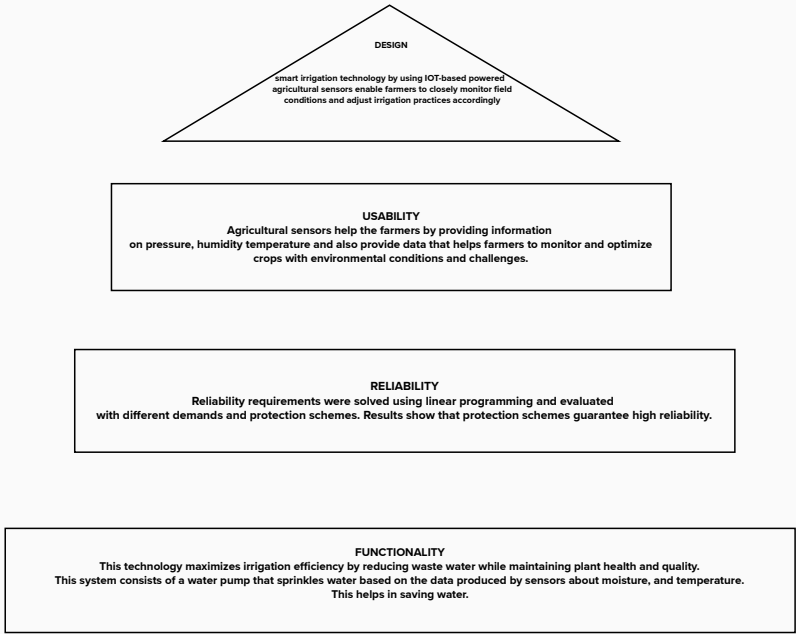 DESIGN
smart irrigation technology by using IOT-based powered
agricultural sensors enable farmers to closely monitor field
conditions and adjust irrigation practices accordingly
USABILITY
Agricultural sensors help the farmers by providing information
on pressure, humidity temperature and also provide data that helps farmers to monitor and optimize
crops with environmental conditions and challenges.
RELIABILITY
Reliability requirements were solved using linear programming and evaluated
with different demands and protection schemes. Results show that protection schemes guarantee high reliability.
FUNCTIONALITY
This technology maximizes irrigation efficiency by reducing waste water while maintaining plant health and quality.
This system consists of a water pump that sprinkles water based on the data produced by sensors about moisture, and temperature.
This helps in saving water.